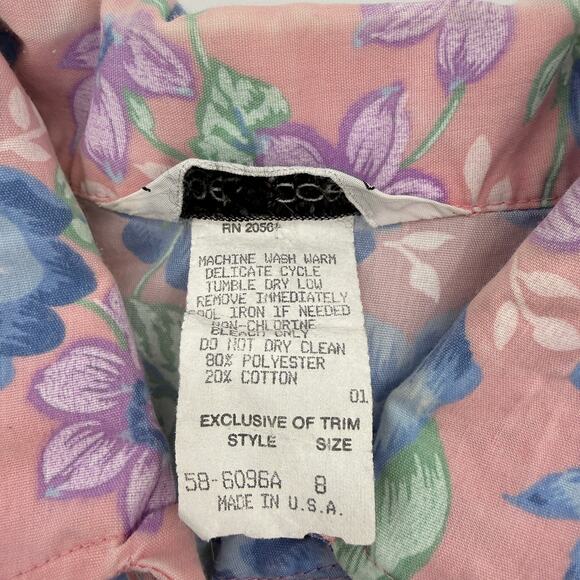 RN 20564
MACHINE WASH WARM
DELICATE CYCLE
TUMBLE DRY LOW
REMOVE IMMEDIATELY
COOL IRON IF NEEDED
NON-CHLORINE
BLEACH ONLY
DO NOT DRY CLEAN
80% POLYESTER
20% COTTON
01
EXCLUSIVE OF TRIM
STYLE SIZE
58-6096A 8
MADE IN U.S.A.